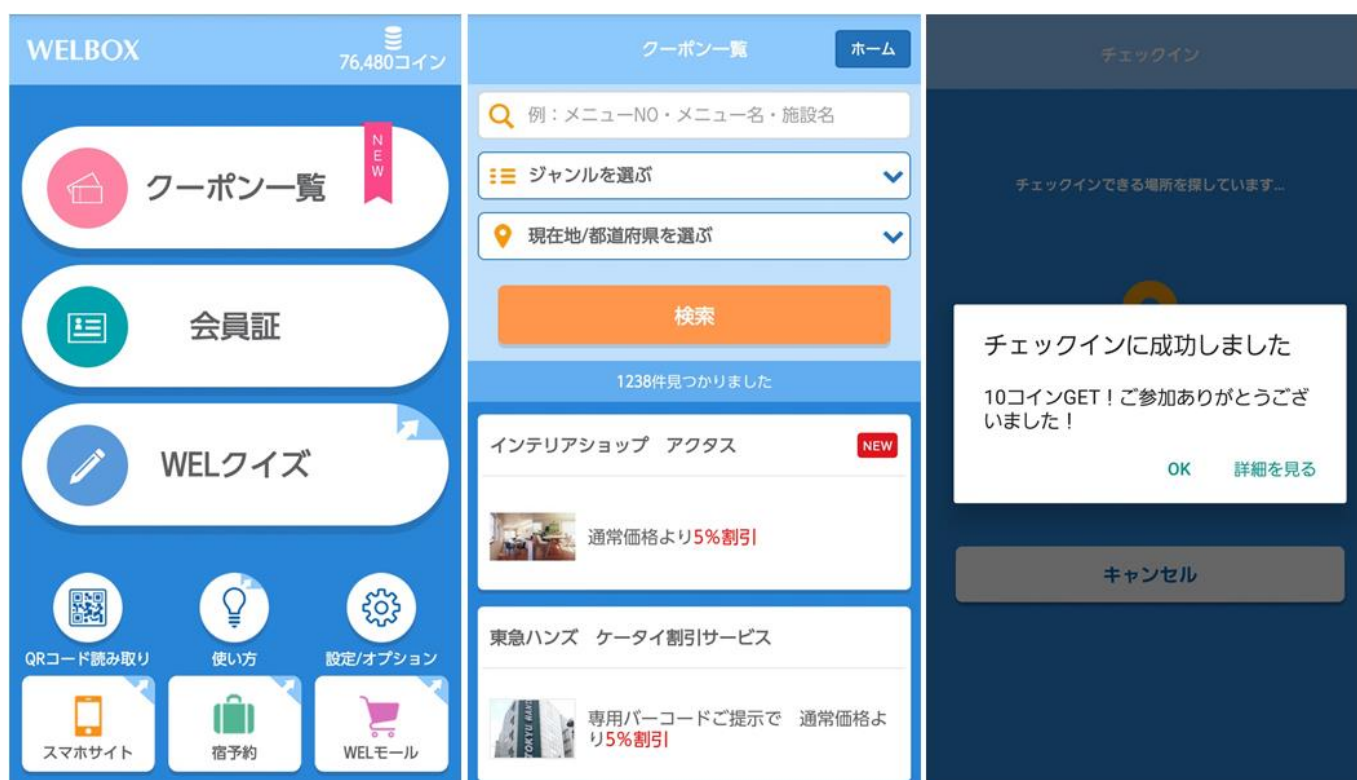 WELBOX
76,480コイン
NEW
クーポン一覧
会員証
WELクイズ
QRコード読み取り
使い方
設定/オプション
スマホサイト
宿予約
WELモール
クーポン一覧
ホーム
例：メニューNO・メニュー名・施設名
ジャンルを選ぶ
現在地/都道府県を選ぶ
検索
1238件見つかりました
インテリアショップ　アクタス
NEW
通常価格より5%割引
東急ハンズ　ケータイ割引サービス
TOKYU HANDS
専用バーコードご提示で　通常価格よ
り5%割引
チェックイン
チェックインできる場所を探しています...
チェックインに成功しました
10コインGET！ご参加ありがとうござ
いました！
OK
詳細を見る
キャンセル